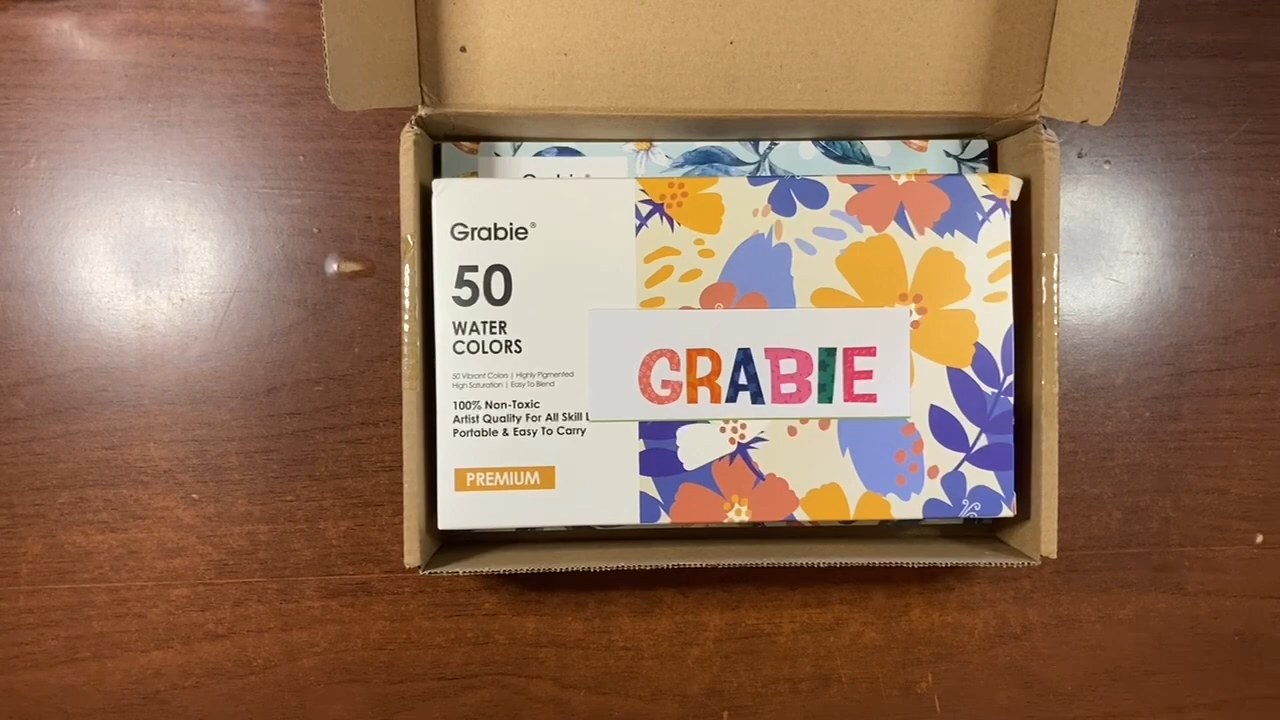 Grabie®
Grabie®
50
WATER
COLORS
50 Vibrant Colors | Highly Pigmented
High Saturation | Easy To Blend
100% Non-Toxic
Artist Quality For All Skill
Portable & Easy To Carry
PREMIUM
GRABIE